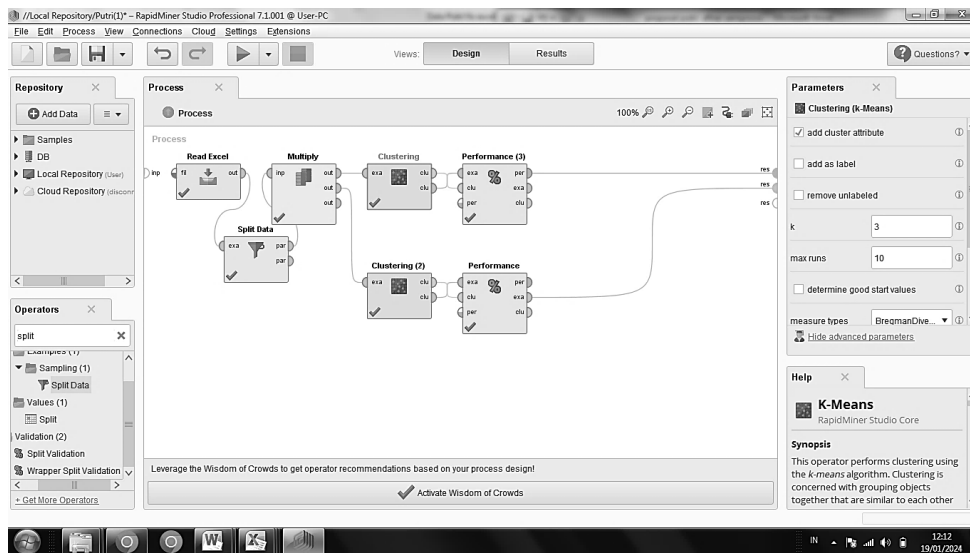 //Local Repository/Putri(1)* – RapidMiner Studio Professional 7.1.001 @ User-PC
File Edit Process View Connections Cloud Settings Extensions
Views: Design Results Questions?
Repository
Add Data
Samples
DB
Local Repository (User)
Cloud Repository (disconr
Operators
split
Examples (1)
Sampling (1)
Split Data
Values (1)
Split
Validation (2)
Split Validation
Wrapper Split Validation
+ Get More Operators
Process
Process
100%
Process
Read Excel
inp fil out
Multiply
inp out
out
out
Clustering
exa clu
clu
Performance (3)
exa per
clu exa
per clu
res
res
res
Split Data
exa par
par
Clustering (2)
exa clu
clu
Performance
exa per
clu exa
per clu
Leverage the Wisdom of Crowds to get operator recommendations based on your process design!
Activate Wisdom of Crowds
Parameters
Clustering (k-Means)
add cluster attribute
add as label
remove unlabeled
k 3
max runs 10
determine good start values
measure types BregmanDive...
Hide advanced parameters
Help
K-Means
RapidMiner Studio Core
Synopsis
This operator performs clustering using
the k-means algorithm. Clustering is
concerned with grouping objects
together that are similar to each other
IN
12:12
19/01/2024